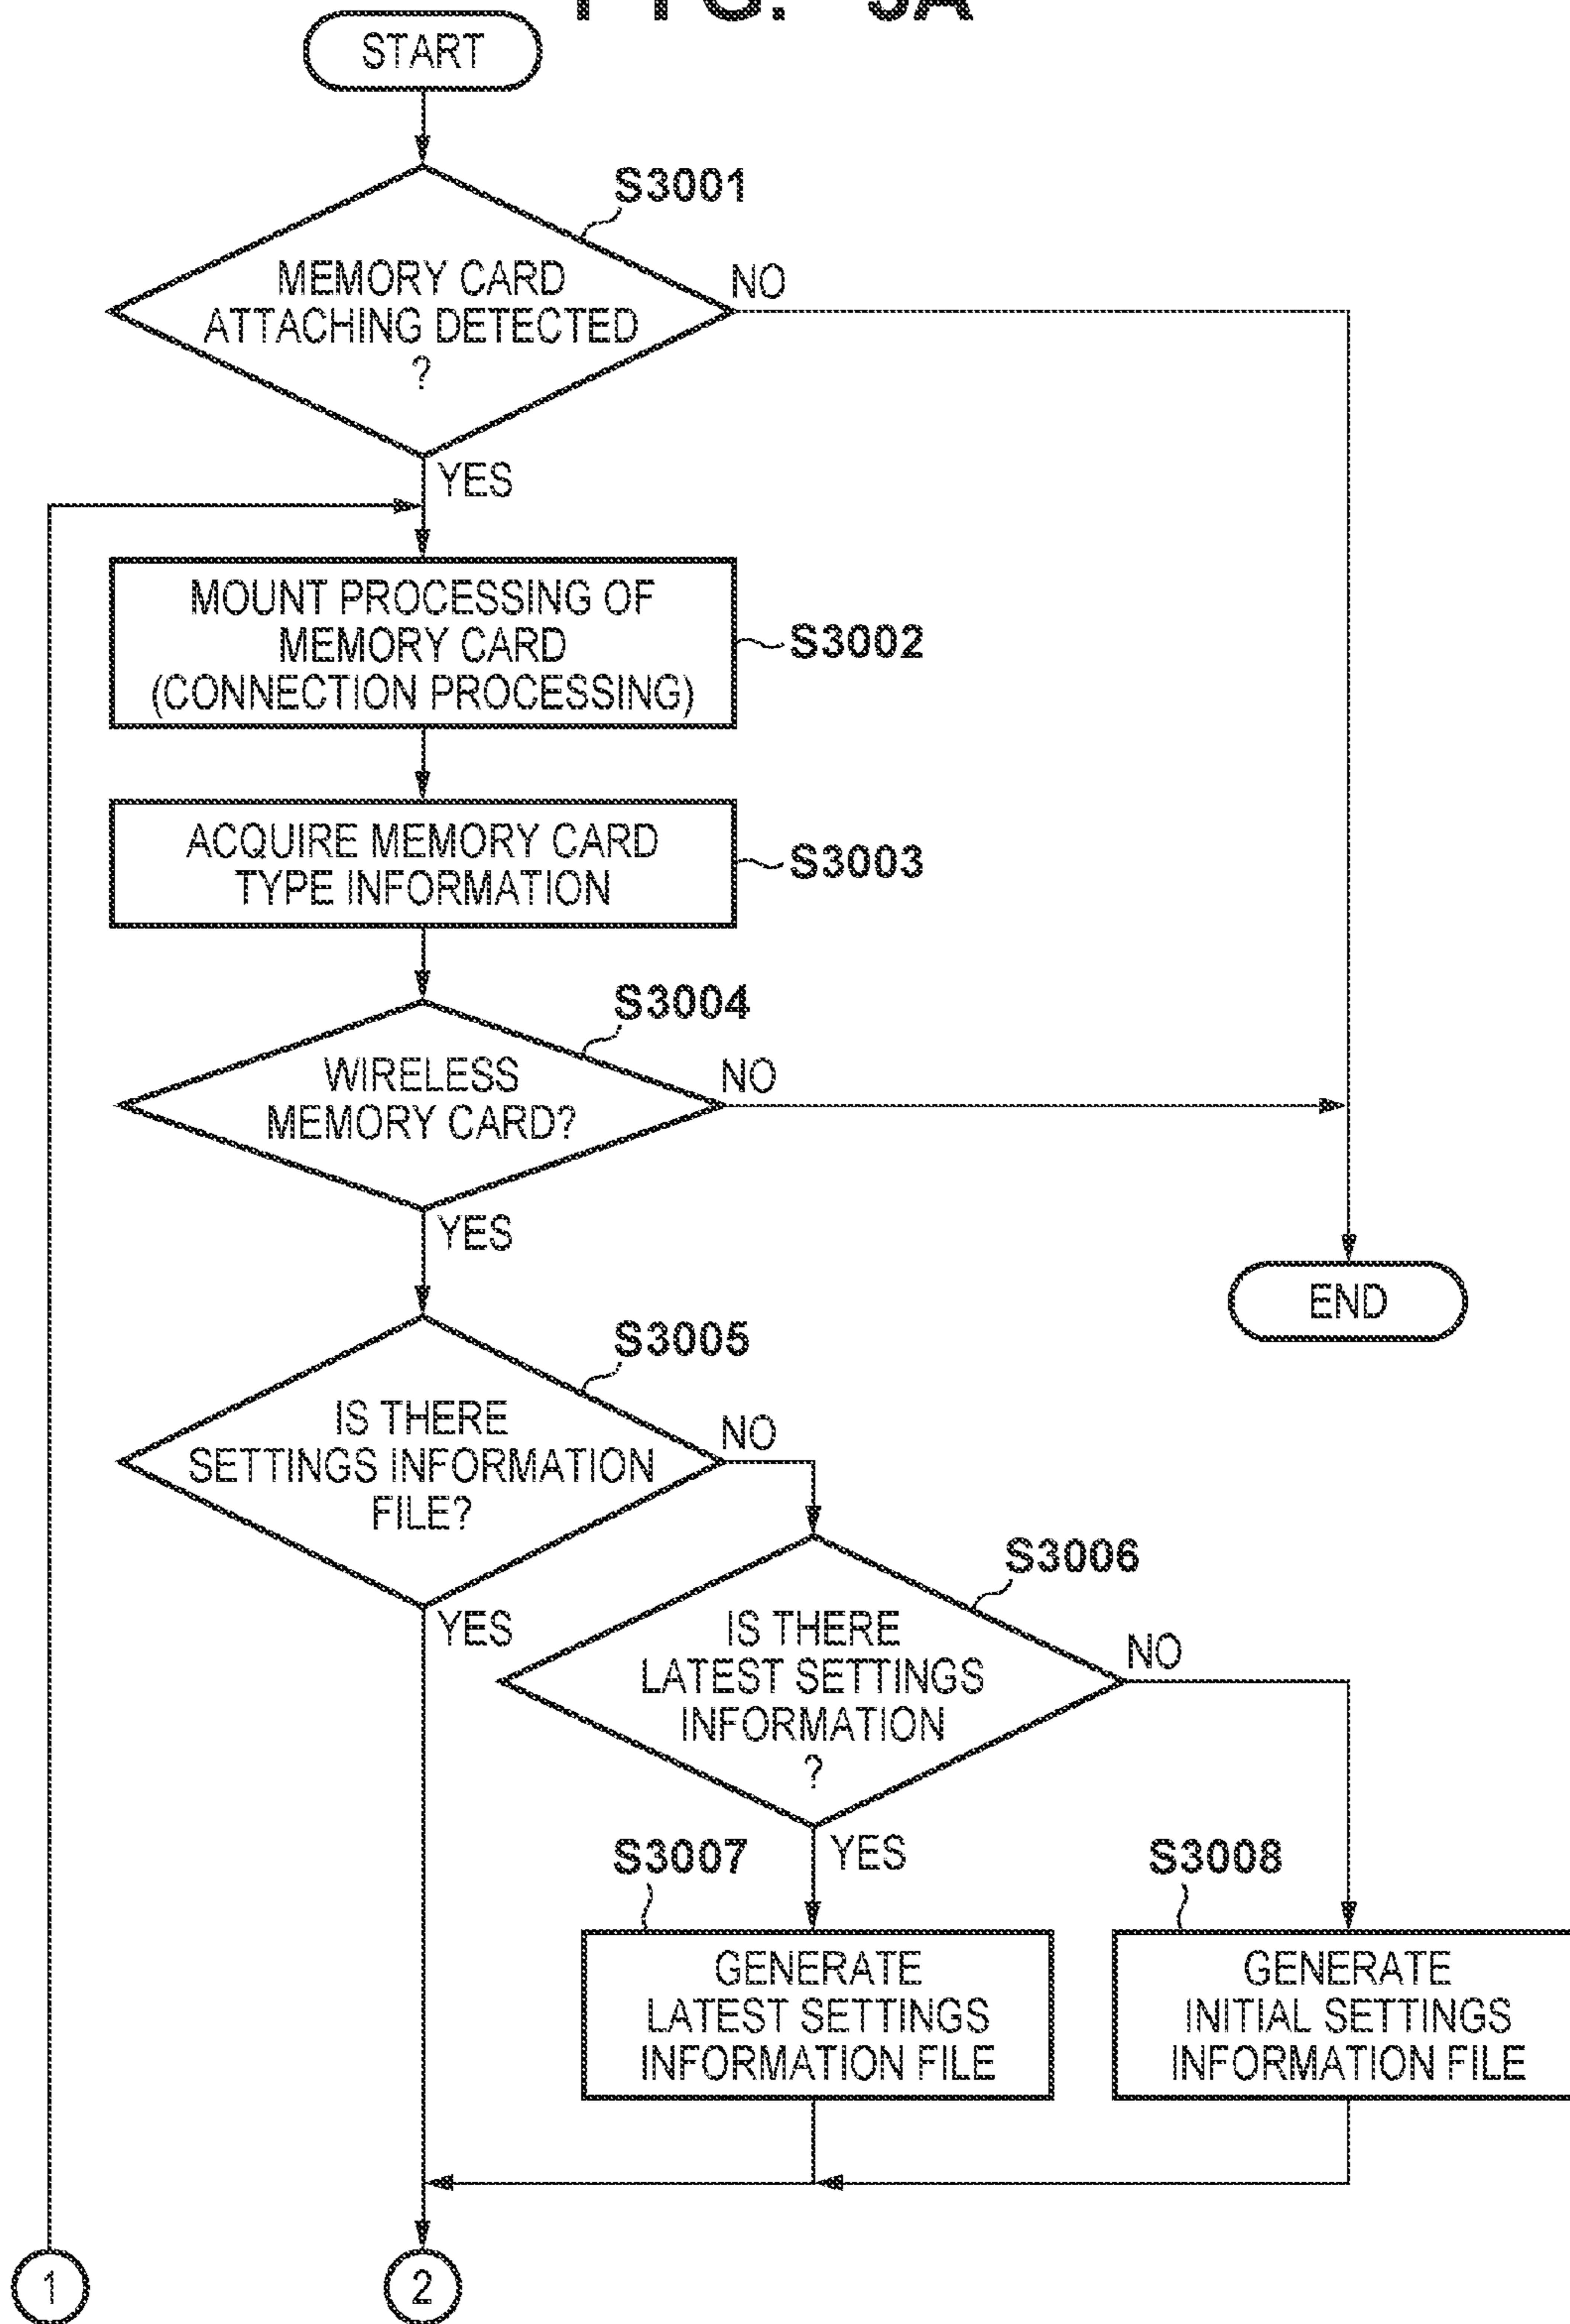 START
S3001
MEMORY CARD
ATTACHING DETECTED
?
NO
YES
MOUNT PROCESSING OF
MEMORY CARD
(CONNECTION PROCESSING)
S3002
ACQUIRE MEMORY CARD
TYPE INFORMATION
S3003
S3004
WIRELESS
MEMORY CARD?
NO
YES
END
S3005
IS THERE
SETTINGS INFORMATION
FILE?
NO
YES
S3006
IS THERE
LATEST SETTINGS
INFORMATION
?
NO
YES
S3007
GENERATE
LATEST SETTINGS
INFORMATION FILE
S3008
GENERATE
INITIAL SETTINGS
INFORMATION FILE
1
2